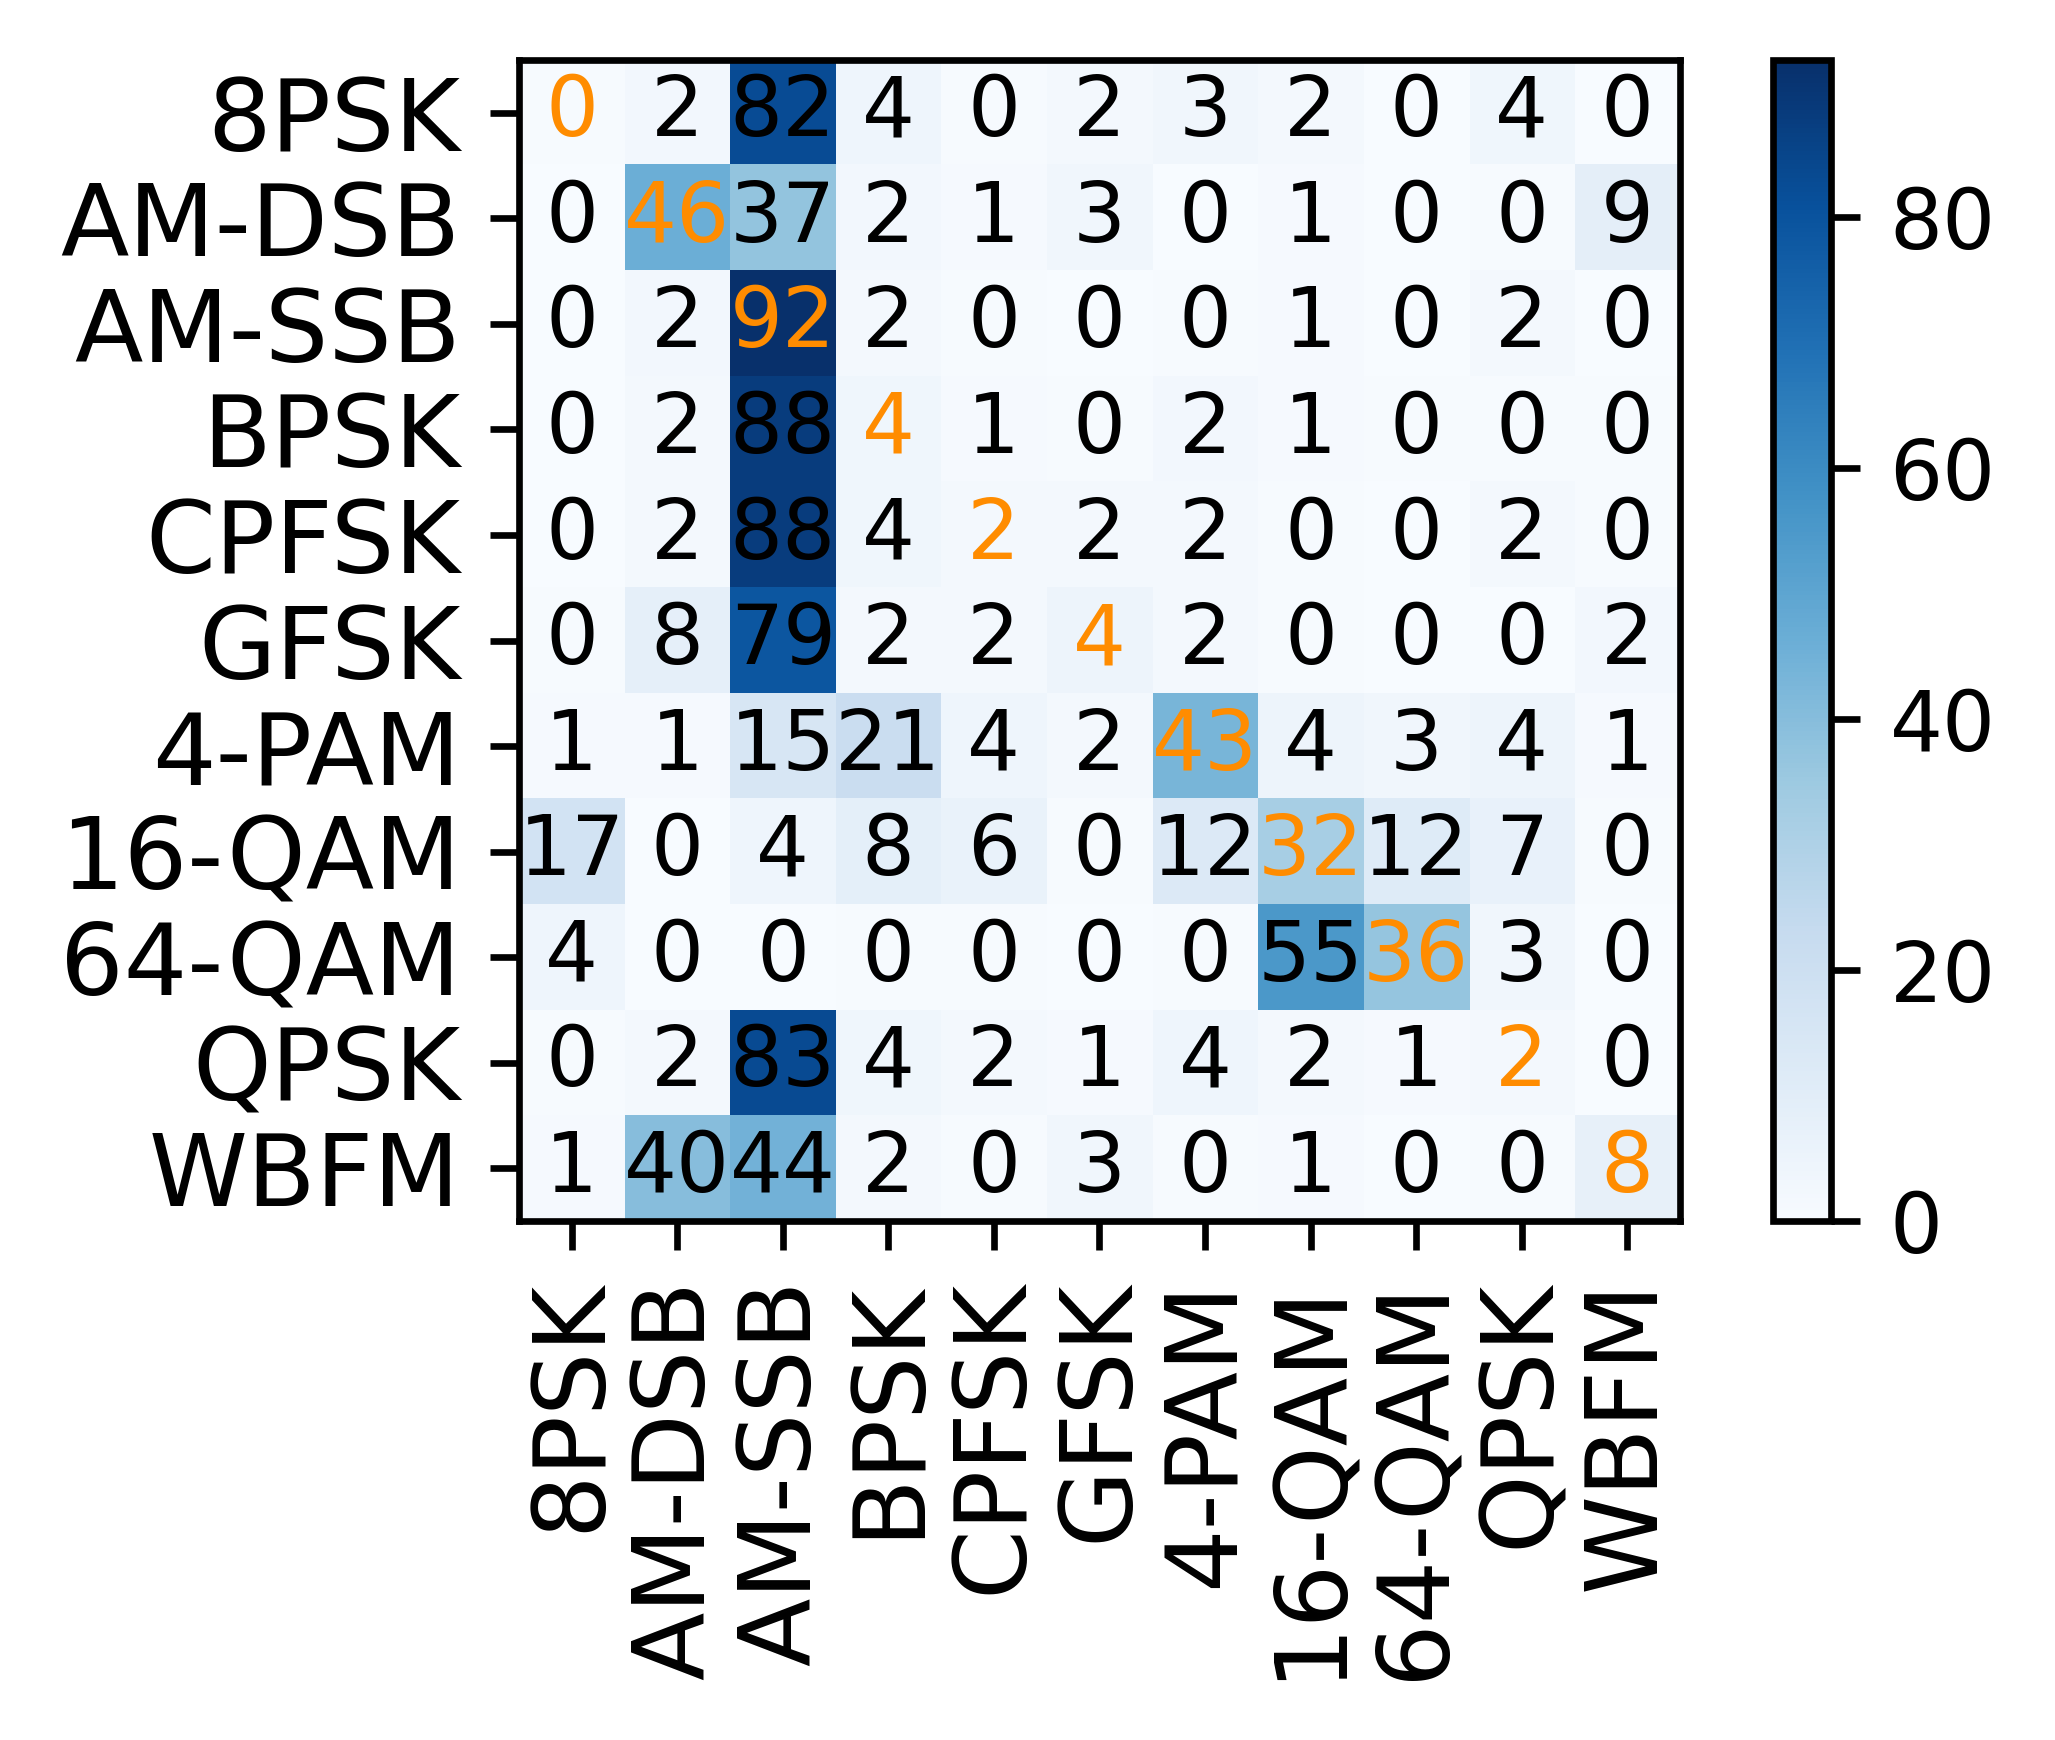 8PSK 0 2 82 4 0 2 3 2 0 4 0
AM-DSB 0 46 37 2 1 3 0 1 0 0 9
AM-SSB 0 2 92 2 0 0 0 1 0 2 0
BPSK 0 2 88 4 1 0 2 1 0 0 0
CPFSK 0 2 88 4 2 2 2 0 0 2 0
GFSK 0 8 79 2 2 4 2 0 0 0 2
4-PAM 1 1 15 21 4 2 43 4 3 4 1
16-QAM 17 0 4 8 6 0 12 32 12 7 0
64-QAM 4 0 0 0 0 0 0 55 36 3 0
QPSK 0 2 83 4 2 1 4 2 1 2 0
WBFM 1 40 44 2 0 3 0 1 0 0 8
8PSK
AM-DSB
AM-SSB
BPSK
CPFSK
GFSK
4-PAM
16-QAM
64-QAM
QPSK
WBFM
80
60
40
20
0